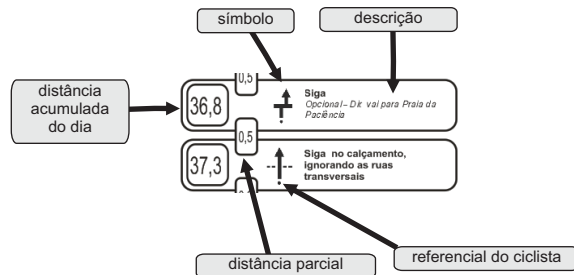 símbolo
descrição
distância
acumulada
do dia
0,5
36,8
Siga
Opcional – Dir vai para Praia da
Paciência
0,5
37,3
Siga no calçamento,
ignorando as ruas
transversais
distância parcial
referencial do ciclista